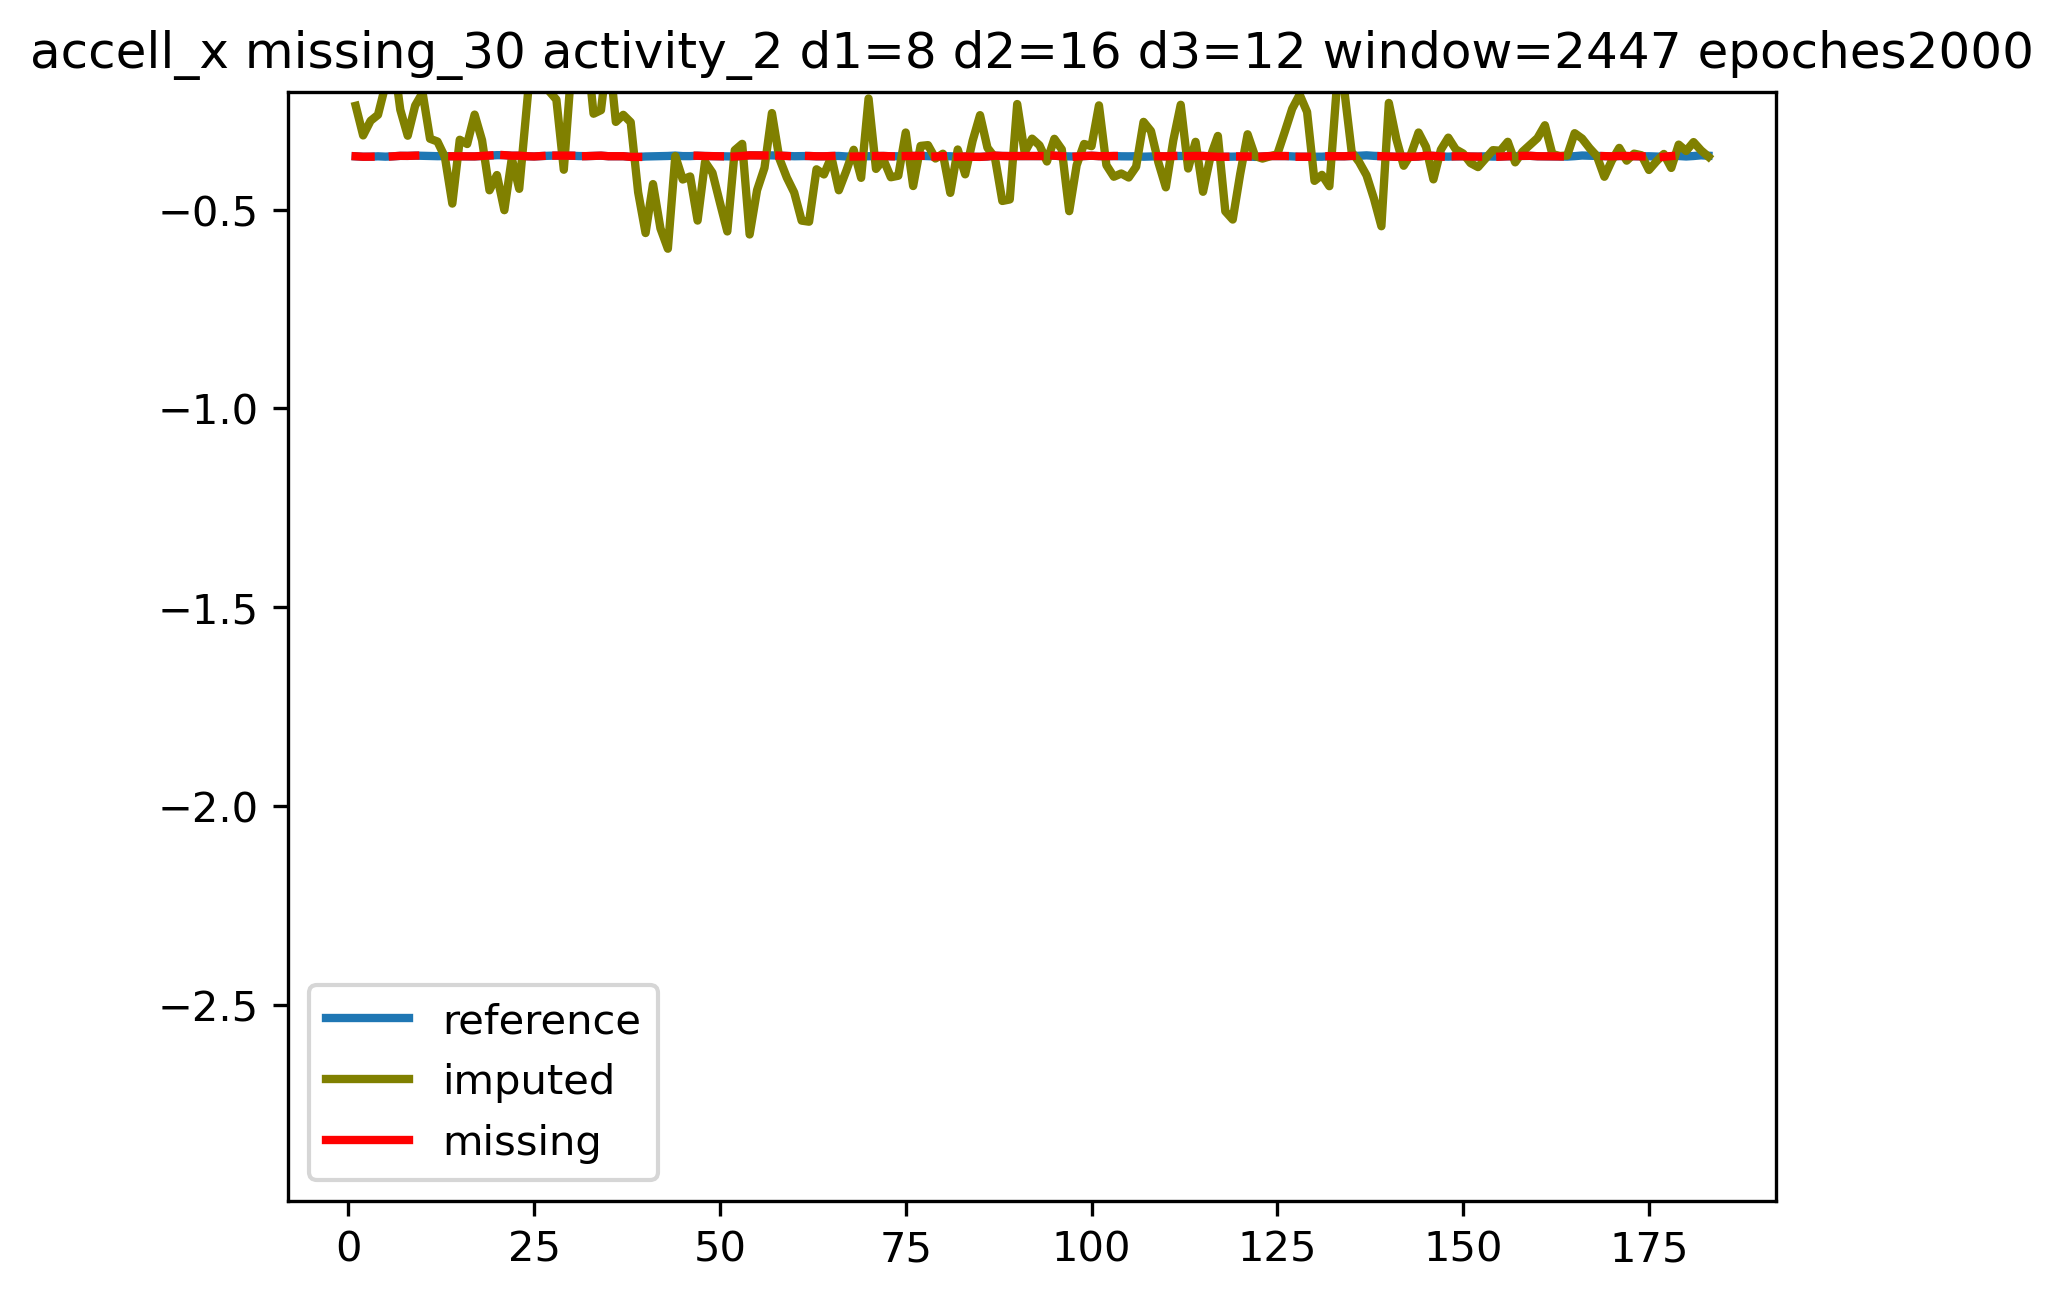 accell_x missing_30 activity_2 d1=8 d2=16 d3=12 window=2447 epoches2000
−0.5
−1.0
−1.5
−2.0
−2.5
reference
imputed
missing
0 25 50 75 100 125 150 175